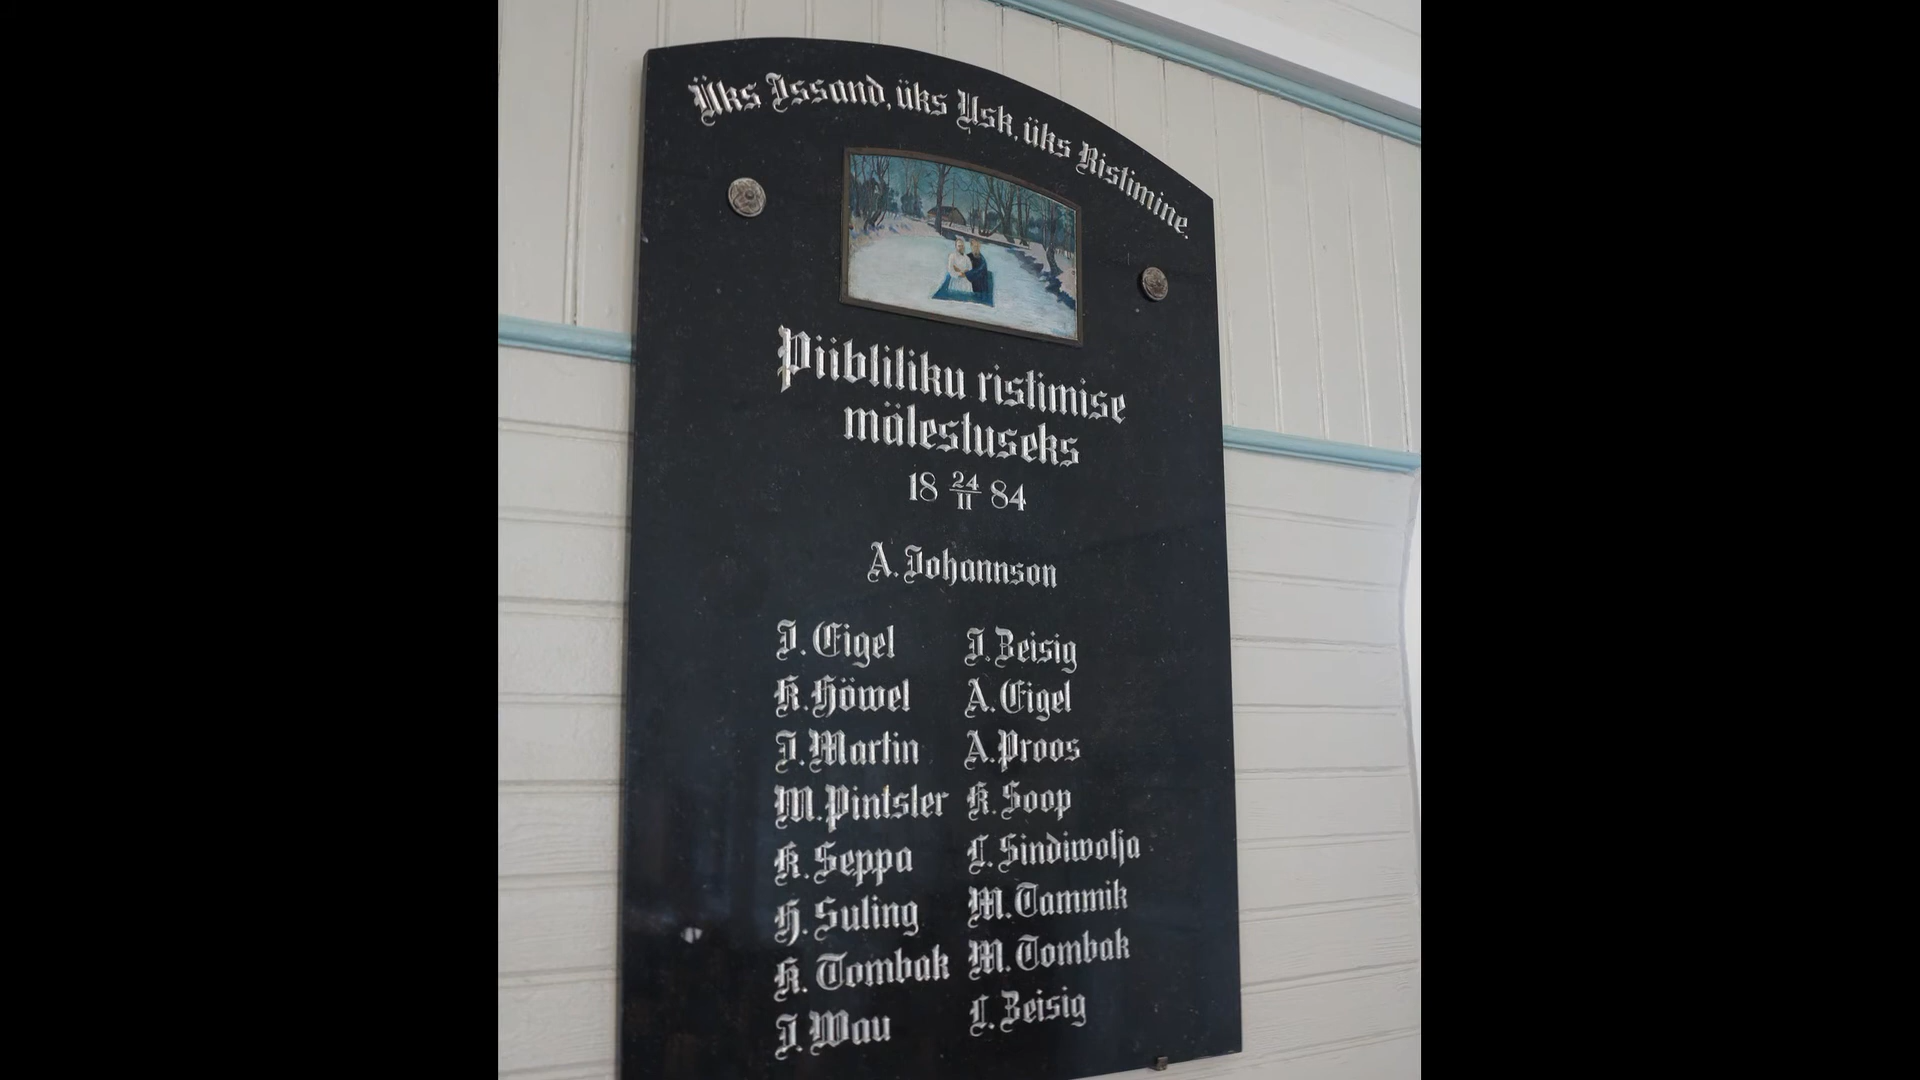 Üks Issand, üks Usk, üks Ristimine.
Piibliliku ristimise
mälestuseks
18 24/II 84
A. Johannson
J. Eigel
K. Höwel
J. Martin
M. Pintsler
K. Seppa
H. Suling
K. Tombak
J. Wau
J. Beisig
A. Eigel
A. Proos
K. Soop
L. Sindiwolja
M. Tammik
M. Tombak
L. Beisig